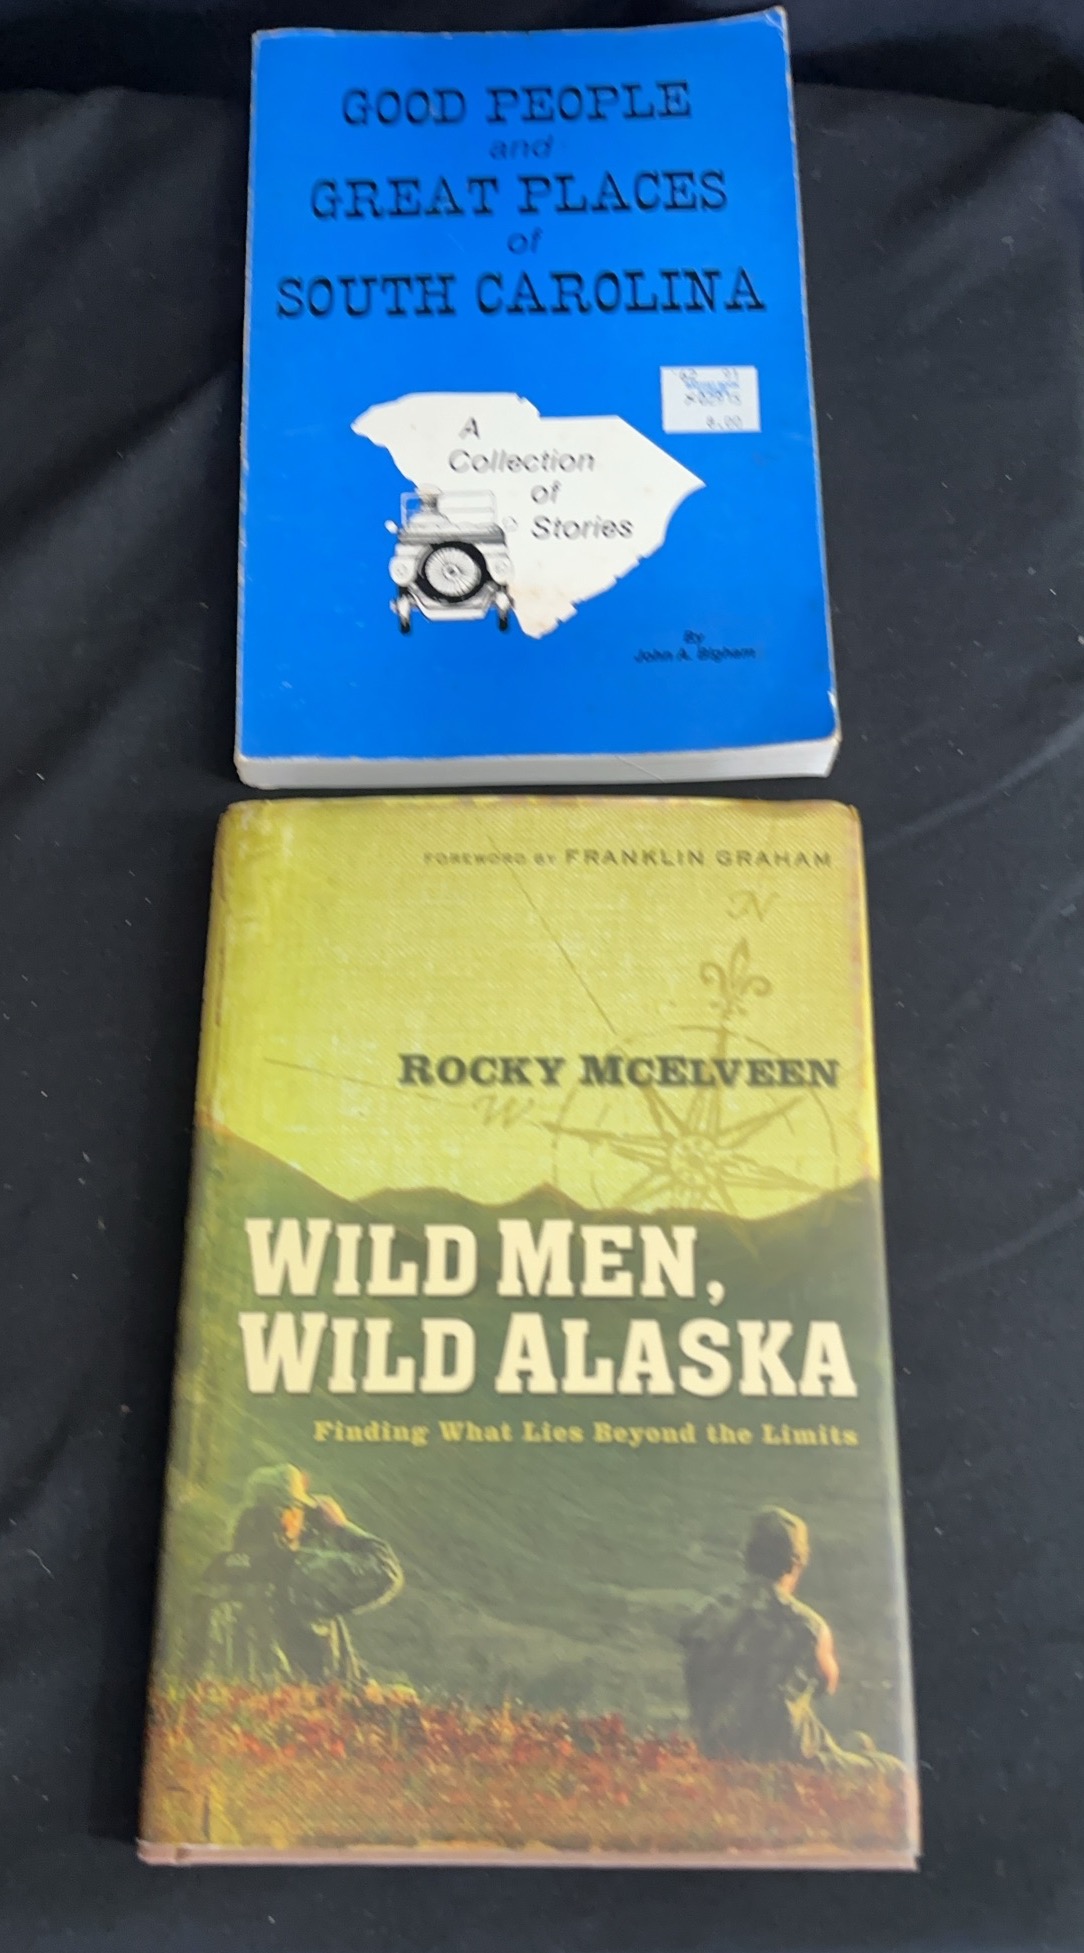 GOOD PEOPLE
and
GREAT PLACES
of
SOUTH CAROLINA
A
Collection
of
Stories
By
John A. Bigham
FOREWORD BY FRANKLIN GRAHAM
N
ROCKY MCELVEEN
W
WILD MEN,
WILD ALASKA
Finding What Lies Beyond the Limits